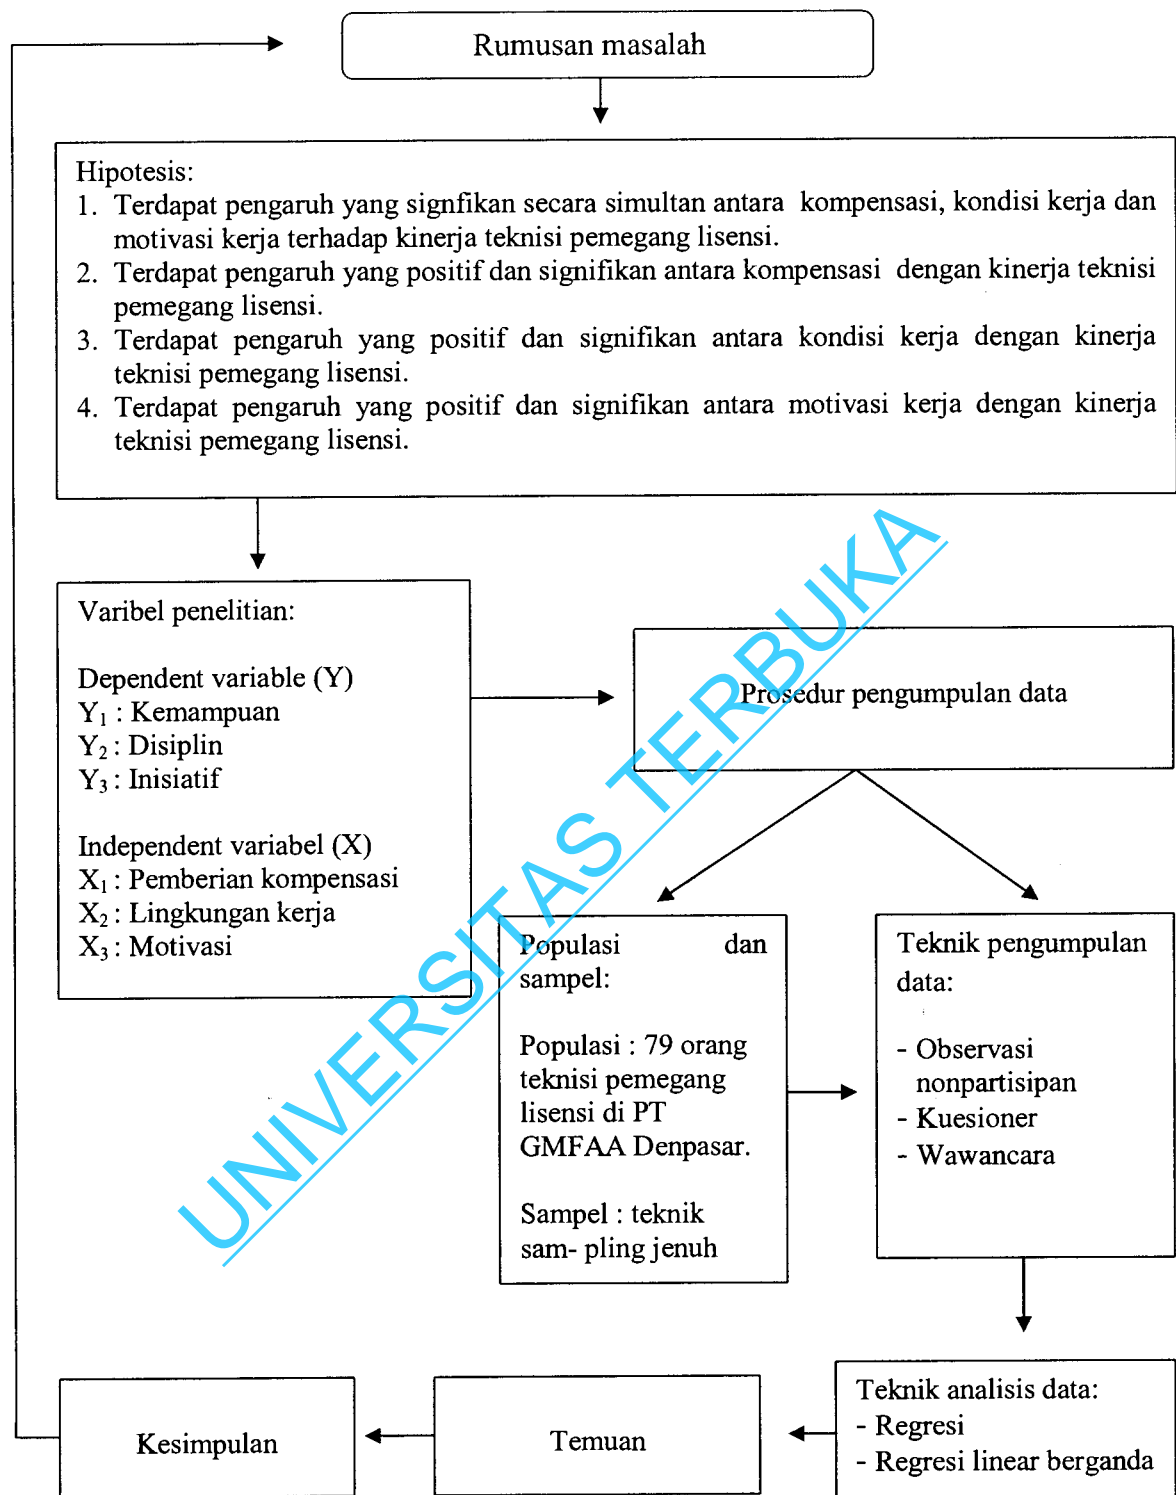 Rumusan masalah
Hipotesis:
1. Terdapat pengaruh yang signfikan secara simultan antara kompensasi, kondisi kerja dan
motivasi kerja terhadap kinerja teknisi pemegang lisensi.
2. Terdapat pengaruh yang positif dan signifikan antara kompensasi dengan kinerja teknisi
pemegang lisensi.
3. Terdapat pengaruh yang positif dan signifikan antara kondisi kerja dengan kinerja
teknisi pemegang lisensi.
4. Terdapat pengaruh yang positif dan signifikan antara motivasi kerja dengan kinerja
teknisi pemegang lisensi.
Varibel penelitian:
Dependent variable (Y)
Y₁ : Kemampuan
Y₂ : Disiplin
Y₃ : Inisiatif
Independent variabel (X)
X₁ : Pemberian kompensasi
X₂ : Lingkungan kerja
X₃ : Motivasi
Prosedur pengumpulan data
Populasi dan
sampel:
Populasi : 79 orang
teknisi pemegang
lisensi di PT
GMFAA Denpasar.
Sampel : teknik
sam- pling jenuh
Teknik pengumpulan
data:
- Observasi
nonpartisipan
- Kuesioner
- Wawancara
Teknik analisis data:
- Regresi
- Regresi linear berganda
Temuan
Kesimpulan
UNIVERSITAS TERBUKA